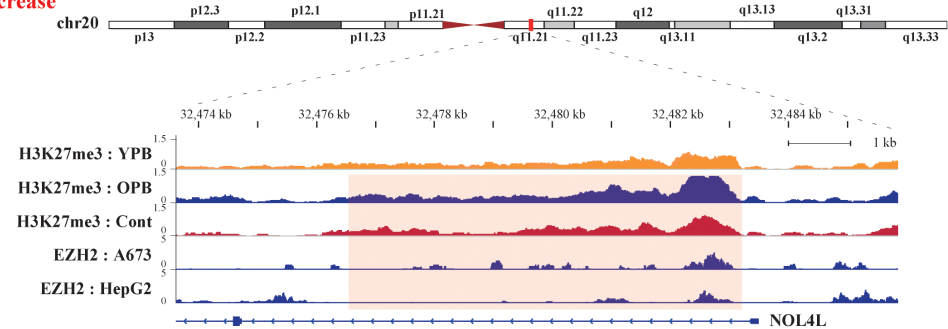 crease
p12.3 p12.1 p11.21 q11.22 q12 q13.13 q13.31
chr20
p13 p12.2 p11.23 q11.21 q11.23 q13.11 q13.2 q13.33
32,474 kb 32,476 kb 32,478 kb 32,480 kb 32,482 kb 32,484 kb
1 kb
1.5
H3K27me3 : YPB
0
1.5
H3K27me3 : OPB
0
1.5
H3K27me3 : Cont
0
5
EZH2 : A673
0
5
EZH2 : HepG2
0
NOL4L